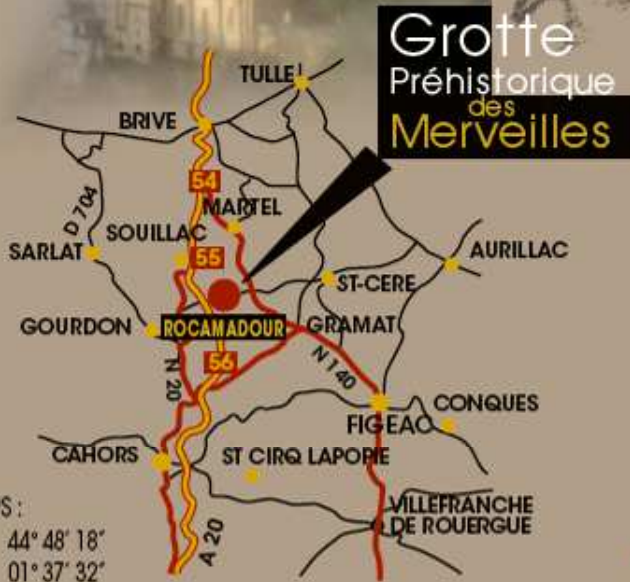 Grotte
Préhistorique
des
Merveilles
TULLE
BRIVE
54
MARTEL
D 704
SOUILLAC
SARLAT
55
AURILLAC
ST-CERE
GOURDON
ROCAMADOUR
GRAMAT
56
N 20
N 140
CONQUES
FIGEAC
CAHORS
ST CIRQ LAPOPIE
VILLEFRANCHE
DE ROUERGUE
A 20
44° 48' 18"
01° 37' 32"